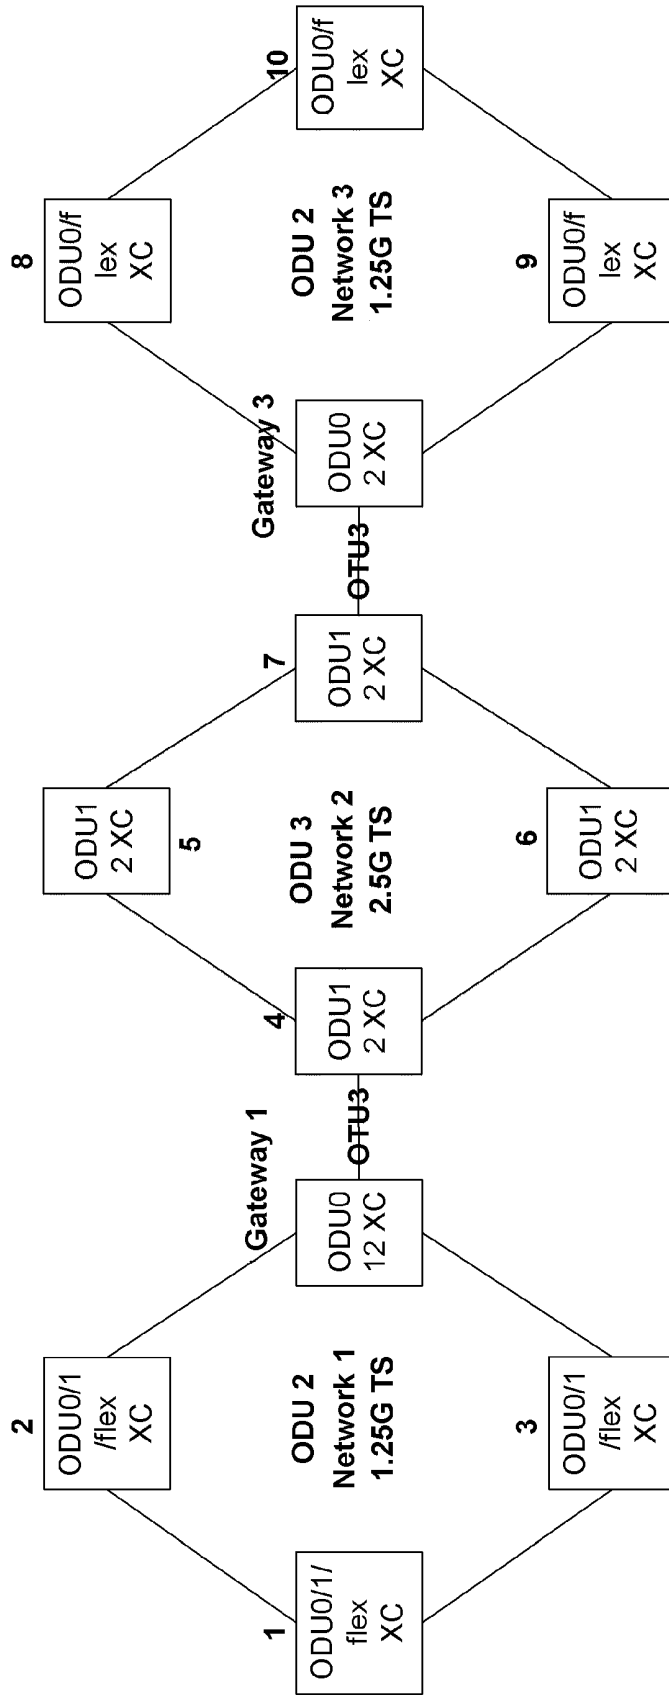 1
ODU0/1/
flex
XC
2
ODU0/1
/flex
XC
3
ODU0/1
/flex
XC
ODU 2
Network 1
1.25G TS
Gateway 1
ODU0
12 XC
OTU3
4
ODU1
2 XC
5
ODU1
2 XC
6
ODU1
2 XC
ODU 3
Network 2
2.5G TS
7
ODU1
2 XC
OTU3
Gateway 3
ODU0
2 XC
8
ODU0/f
lex
XC
9
ODU0/f
lex
XC
ODU 2
Network 3
1.25G TS
10
ODU0/f
lex
XC